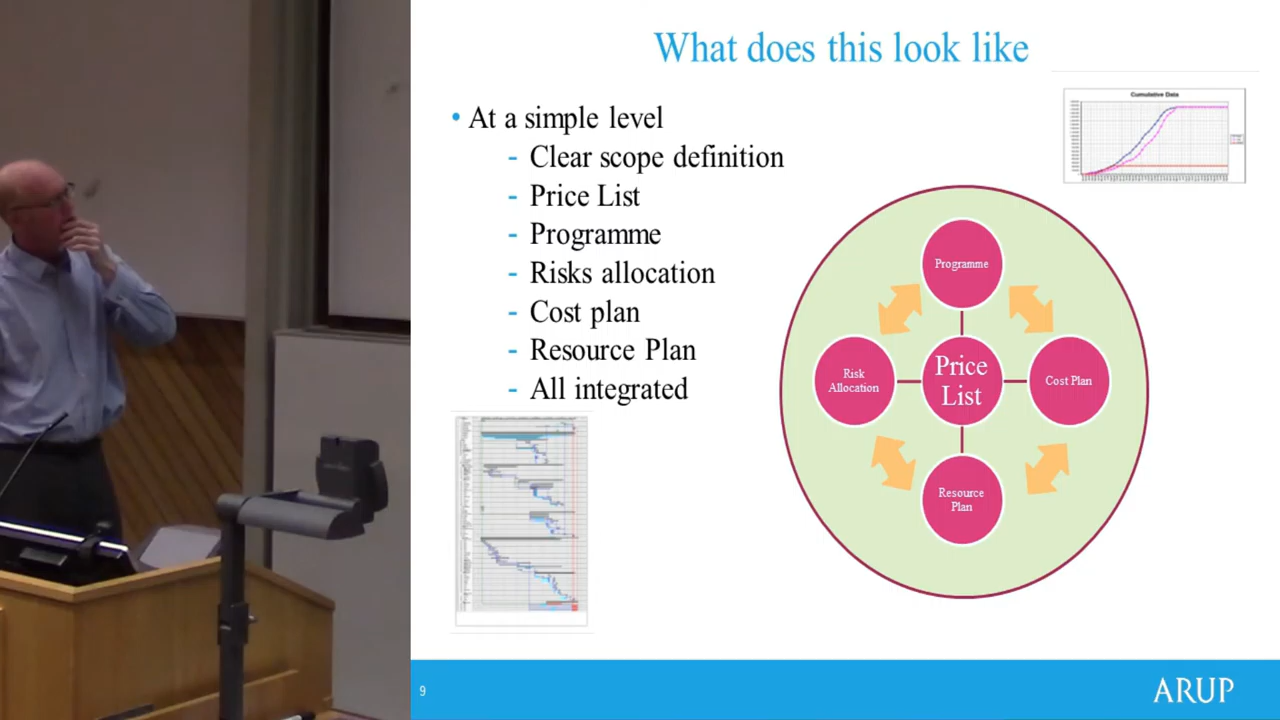 What does this look like
• At a simple level
- Clear scope definition
- Price List
- Programme
- Risks allocation
- Cost plan
- Resource Plan
- All integrated
Cumulative Data
Programme
Risk
Allocation
Price
List
Cost Plan
Resource
Plan
9
ARUP